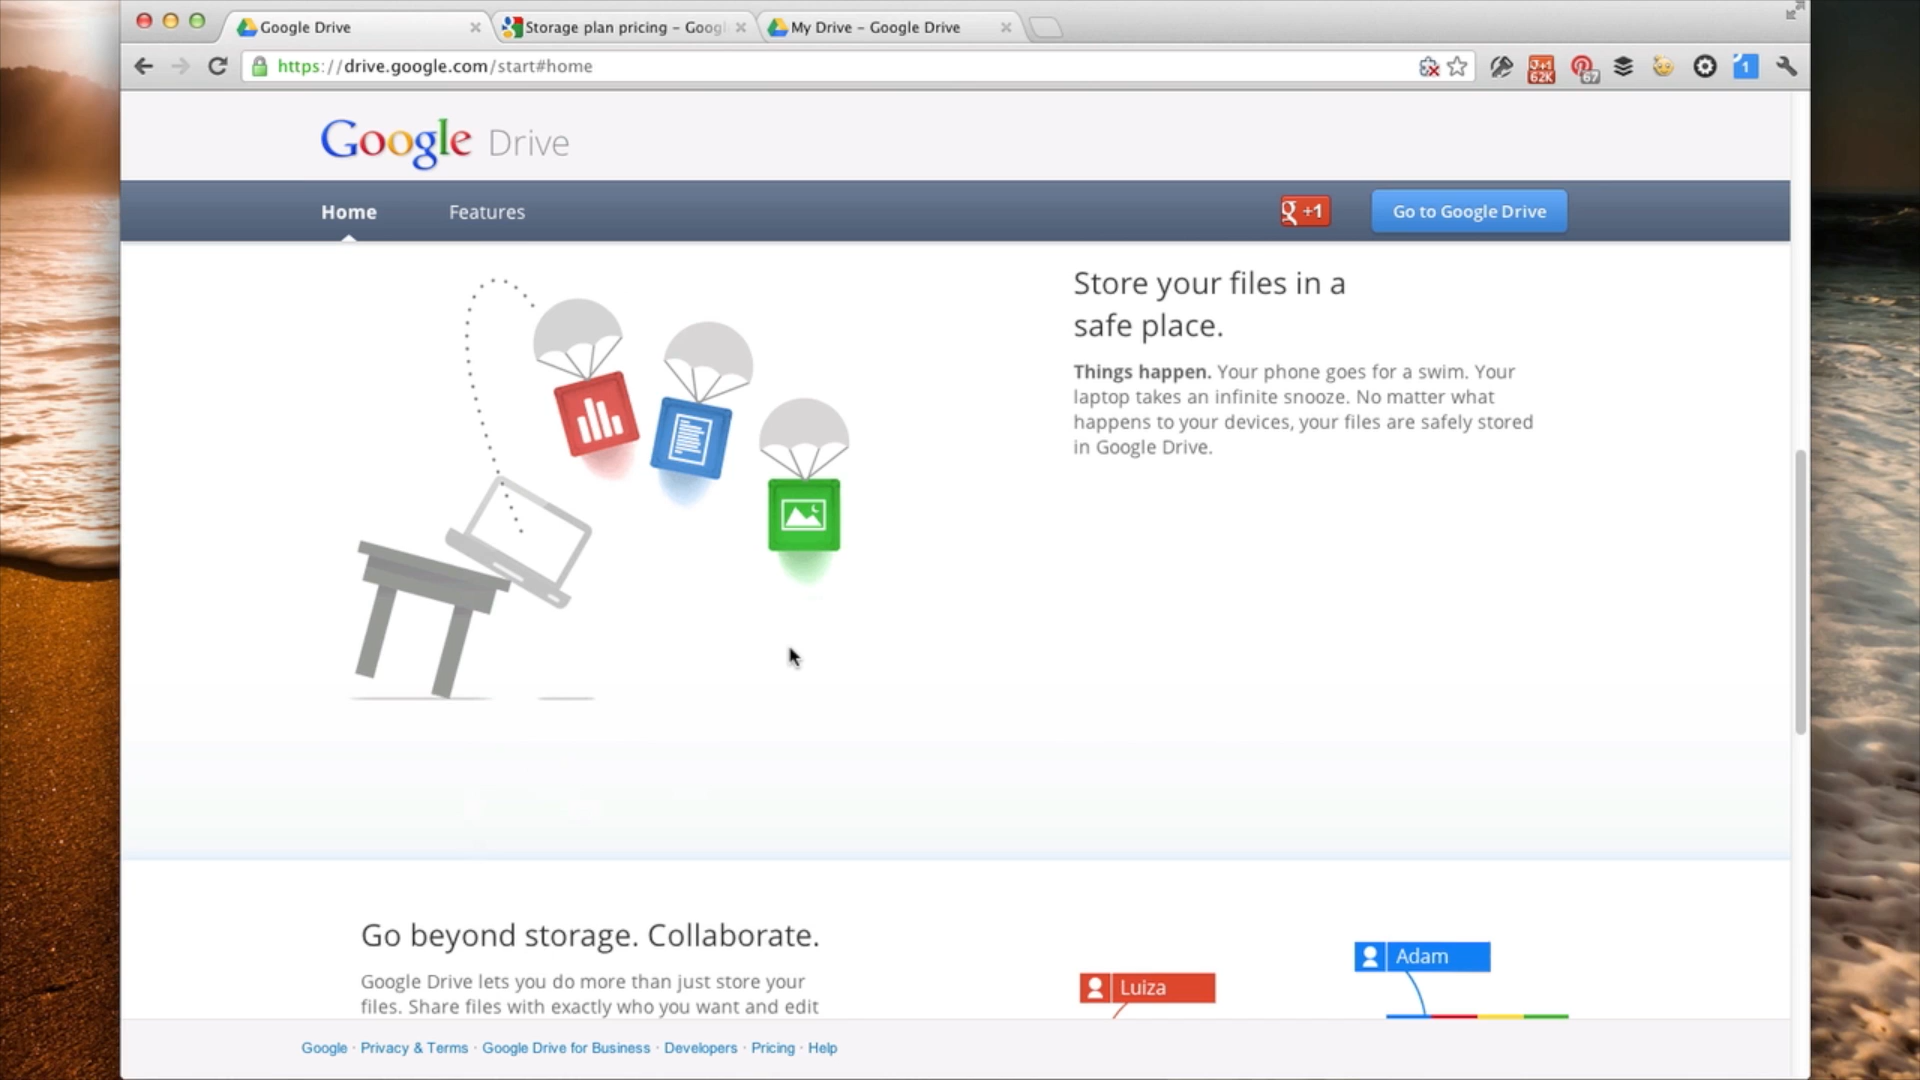 Google Drive
Storage plan pricing – Googl
My Drive – Google Drive
https://drive.google.com/start#home
g+1
62K
67
1
Google Drive
Home
Features
g +1
Go to Google Drive
Store your files in a
safe place.
Things happen. Your phone goes for a swim. Your
laptop takes an infinite snooze. No matter what
happens to your devices, your files are safely stored
in Google Drive.
Go beyond storage. Collaborate.
Google Drive lets you do more than just store your
files. Share files with exactly who you want and edit
Luiza
Adam
Google · Privacy & Terms · Google Drive for Business · Developers · Pricing · Help